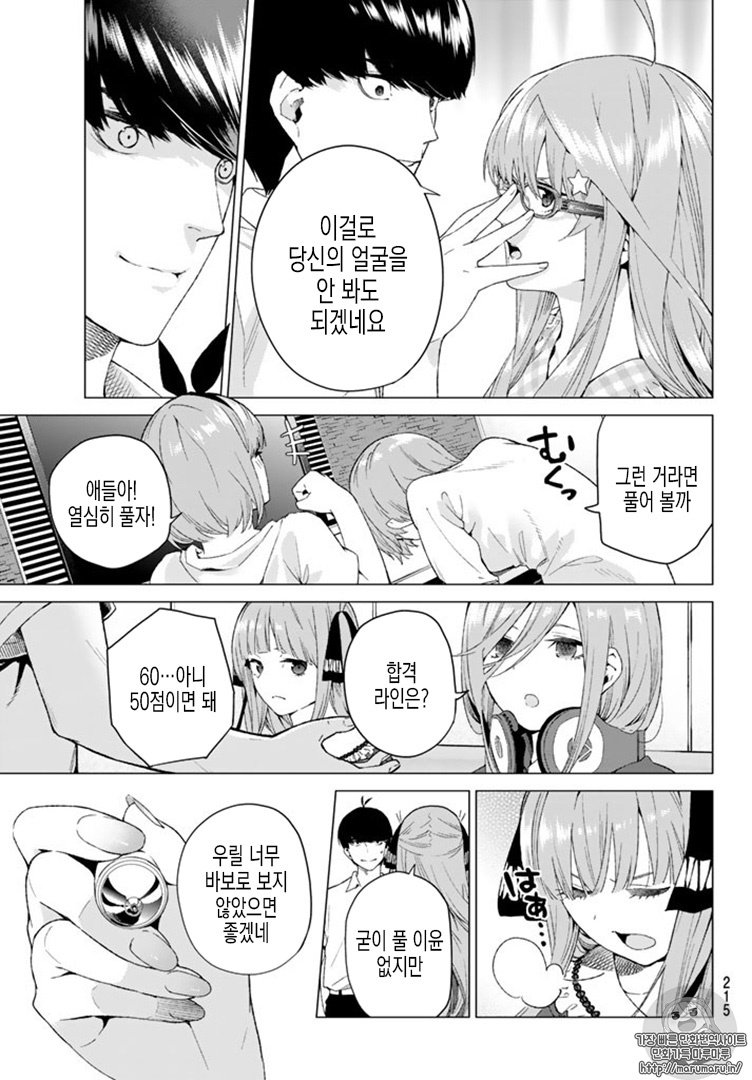 이걸로
당신의 얼굴을
안 봐도
되겠네요
그런 거라면
풀어 볼까
むくっ
얘들아!
열심히 풀자!
합격
라인은?
60…아니
50점이면 돼
はぁ…
굳이 풀 이윤
없지만
우릴 너무
바보로 보지
않았으면
좋겠네
215
가장 빠른 만화번역사이트
만화가득 마루마루
http://marumaru.in/